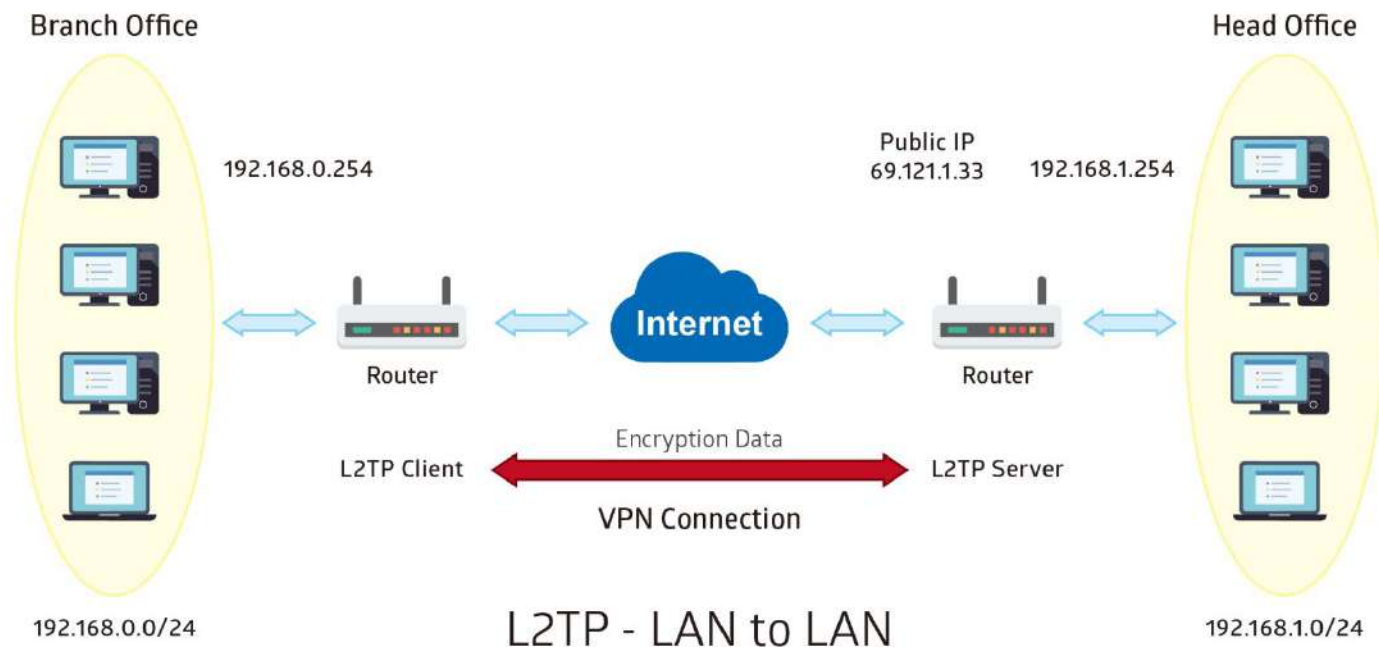 Branch Office
Head Office
192.168.0.254
Public IP
69.121.1.33
192.168.1.254
Internet
Router
Router
Encryption Data
L2TP Client
L2TP Server
VPN Connection
192.168.0.0/24
L2TP - LAN to LAN
192.168.1.0/24